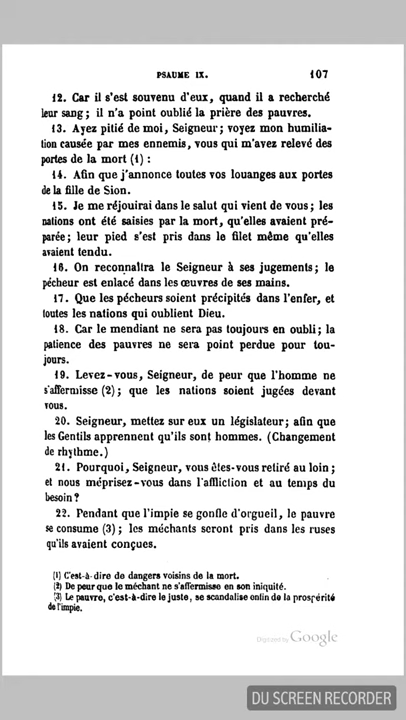 PSAUME IX. 107
12. Car il s'est souvenu d'eux, quand il a recherché
leur sang; il n'a point oublié la prière des pauvres.
13. Ayez pitié de moi, Seigneur; voyez mon humilia-
tion causée par mes ennemis, vous qui m'avez relevé des
portes de la mort (1) :
14. Afin que j'annonce toutes vos louanges aux portes
de la fille de Sion.
15. Je me réjouirai dans le salut qui vient de vous; les
nations ont été saisies par la mort, qu'elles avaient pré-
parée; leur pied s'est pris dans le filet même qu'elles
avaient tendu.
16. On reconnaîtra le Seigneur à ses jugements; le
pécheur est enlacé dans les œuvres de ses mains.
17. Que les pécheurs soient précipités dans l'enfer, et
toutes les nations qui oublient Dieu.
18. Car le mendiant ne sera pas toujours en oubli; la
patience des pauvres ne sera point perdue pour tou-
jours.
19. Levez-vous, Seigneur, de peur que l'homme ne
s'affermisse (2); que les nations soient jugées devant
vous.
20. Seigneur, mettez sur eux un législateur; afin que
les Gentils apprennent qu'ils sont hommes. (Changement
de rhythme.)
21. Pourquoi, Seigneur, vous êtes-vous retiré au loin;
et nous méprisez-vous dans l'affliction et au temps du
besoin?
22. Pendant que l'impie se gonfle d'orgueil, le pauvre
se consume (3); les méchants seront pris dans les ruses
qu'ils avaient conçues.
(1) C'est-à-dire de dangers voisins de la mort.
(2) De peur que le méchant ne s'affermisse en son iniquité.
(3) Le pauvre, c'est-à-dire le juste, se scandalise enfin de la prospérité
de l'impie.
Digitized by Google
DU SCREEN RECORDER